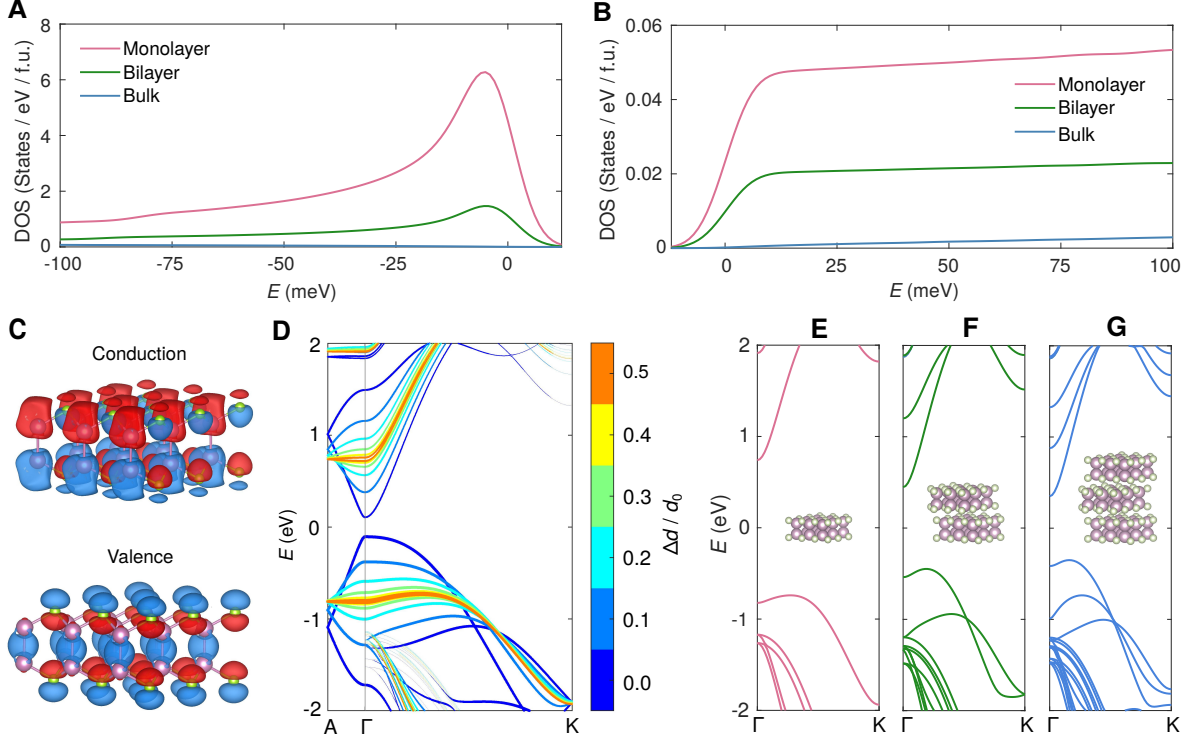 A
DOS (States / eV / f.u.)
8
6
4
2
0
Monolayer
Bilayer
Bulk
-100
-75
-50
-25
0
E (meV)
B
DOS (States / eV / f.u.)
0.06
0.04
0.02
0
Monolayer
Bilayer
Bulk
0
25
50
75
100
E (meV)
C
Conduction
Valence
D
E (eV)
2
1
0
-1
-2
A
Γ
K
0.5
0.4
0.3
0.2
0.1
0.0
Δd / d₀
E
F
G
E (eV)
2
1
0
-1
-2
Γ
K
Γ
K
Γ
K